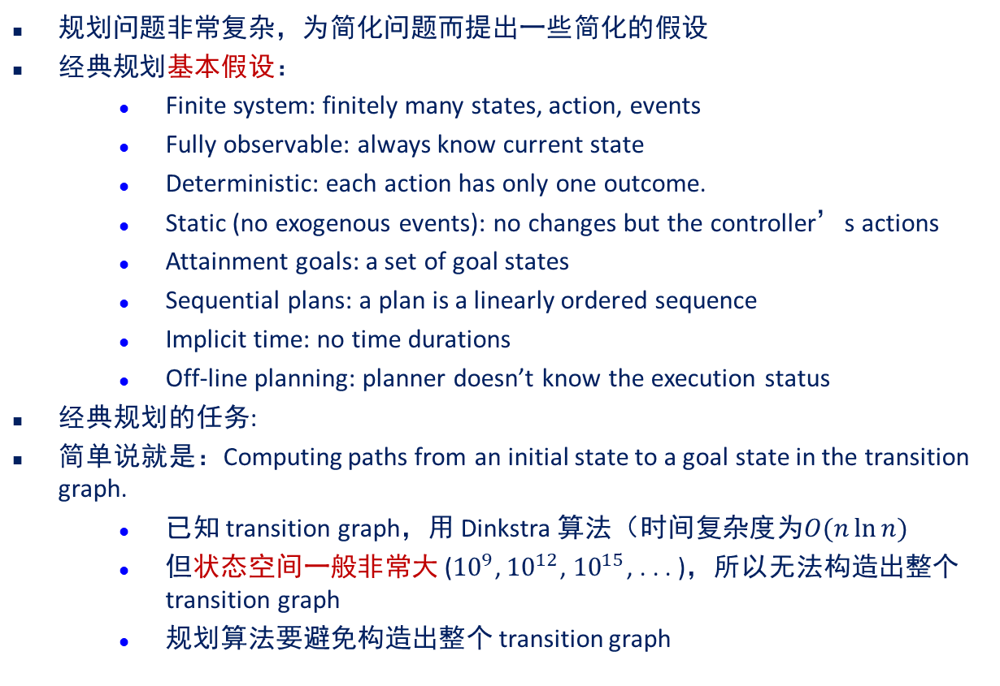 规划问题非常复杂，为简化问题而提出一些简化的假设
经典规划基本假设：
Finite system: finitely many states, action, events
Fully observable: always know current state
Deterministic: each action has only one outcome.
Static (no exogenous events): no changes but the controller’s actions
Attainment goals: a set of goal states
Sequential plans: a plan is a linearly ordered sequence
Implicit time: no time durations
Off-line planning: planner doesn’t know the execution status
经典规划的任务:
简单说就是：Computing paths from an initial state to a goal state in the transition
graph.
已知 transition graph，用 Dinkstra 算法（时间复杂度为O(n ln n)
但状态空间一般非常大 (10⁹, 10¹², 10¹⁵, . . . )，所以无法构造出整个
transition graph
规划算法要避免构造出整个 transition graph